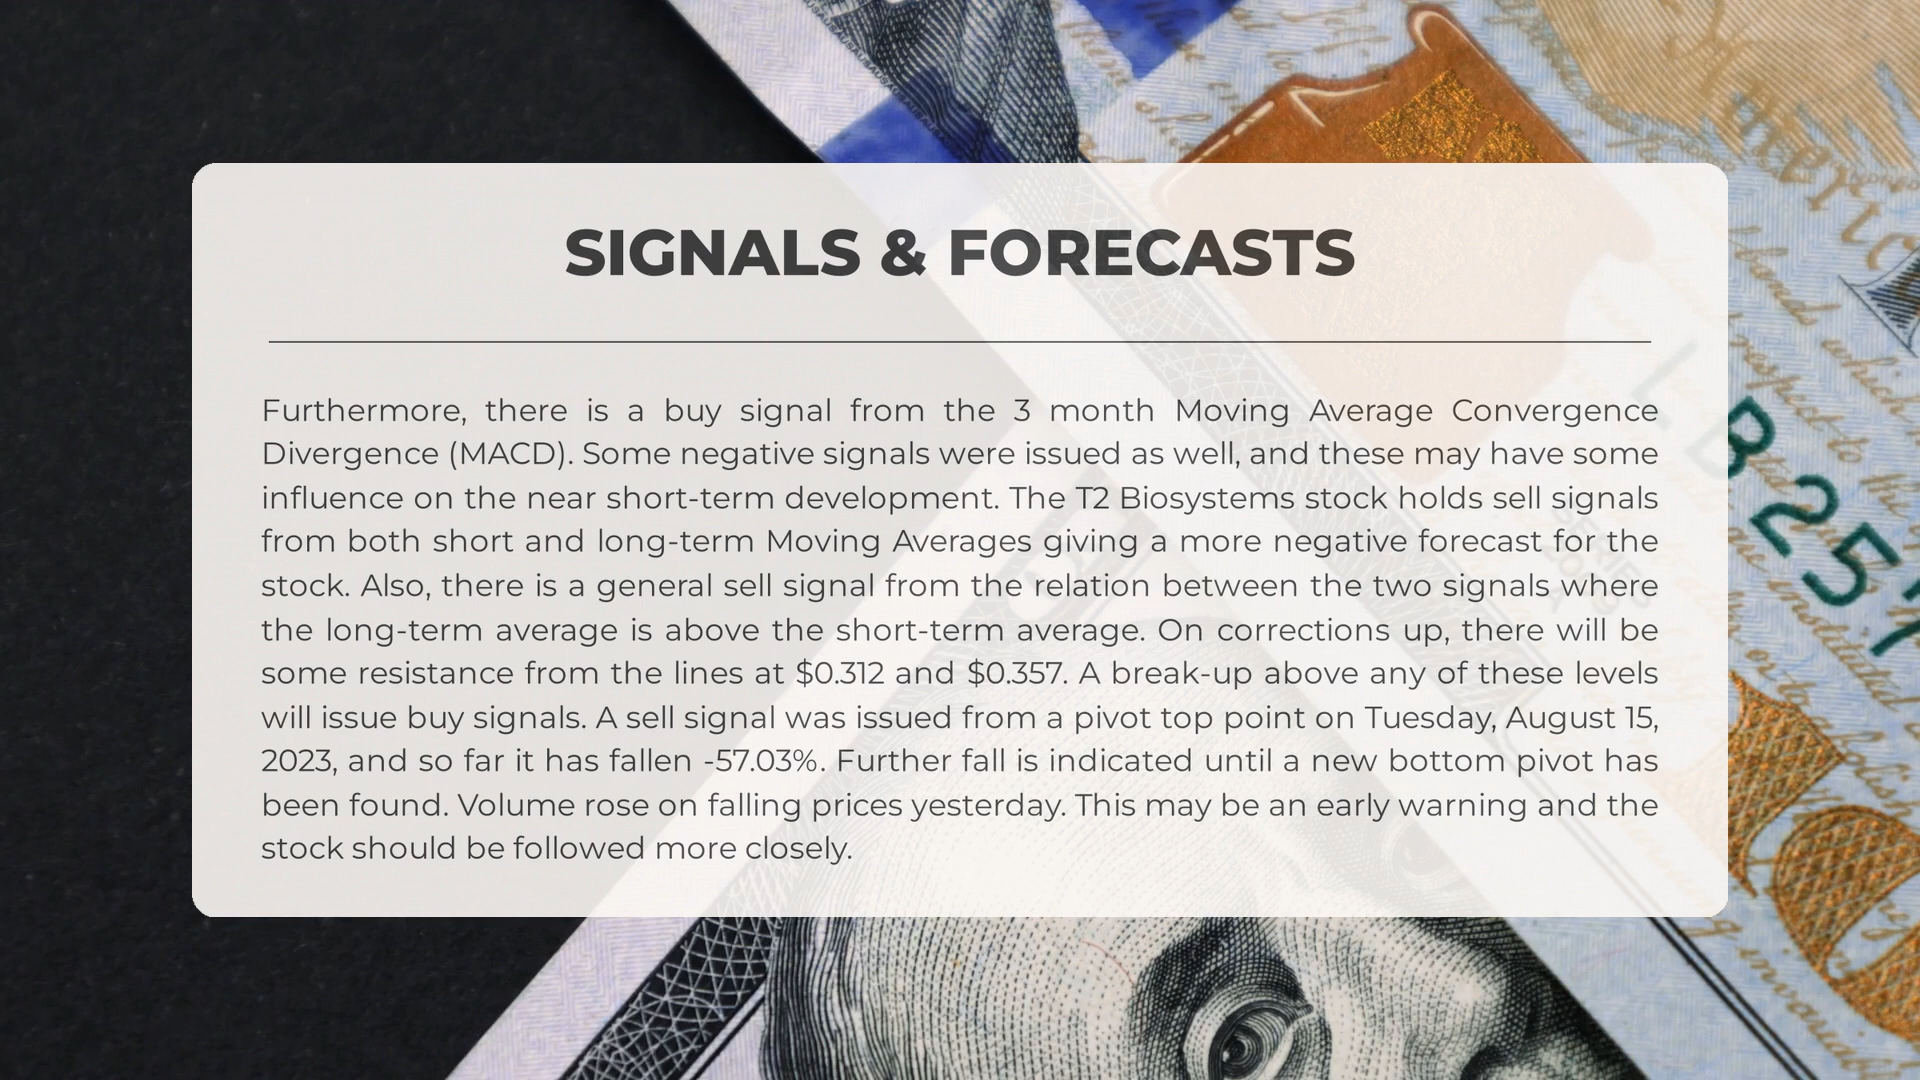 SIGNALS & FORECASTS
Furthermore, there is a buy signal from the 3 month Moving Average Convergence
Divergence (MACD). Some negative signals were issued as well, and these may have some
influence on the near short-term development. The T2 Biosystems stock holds sell signals
from both short and long-term Moving Averages giving a more negative forecast for the
stock. Also, there is a general sell signal from the relation between the two signals where
the long-term average is above the short-term average. On corrections up, there will be
some resistance from the lines at $0.312 and $0.357. A break-up above any of these levels
will issue buy signals. A sell signal was issued from a pivot top point on Tuesday, August 15,
2023, and so far it has fallen -57.03%. Further fall is indicated until a new bottom pivot has
been found. Volume rose on falling prices yesterday. This may be an early warning and the
stock should be followed more closely.